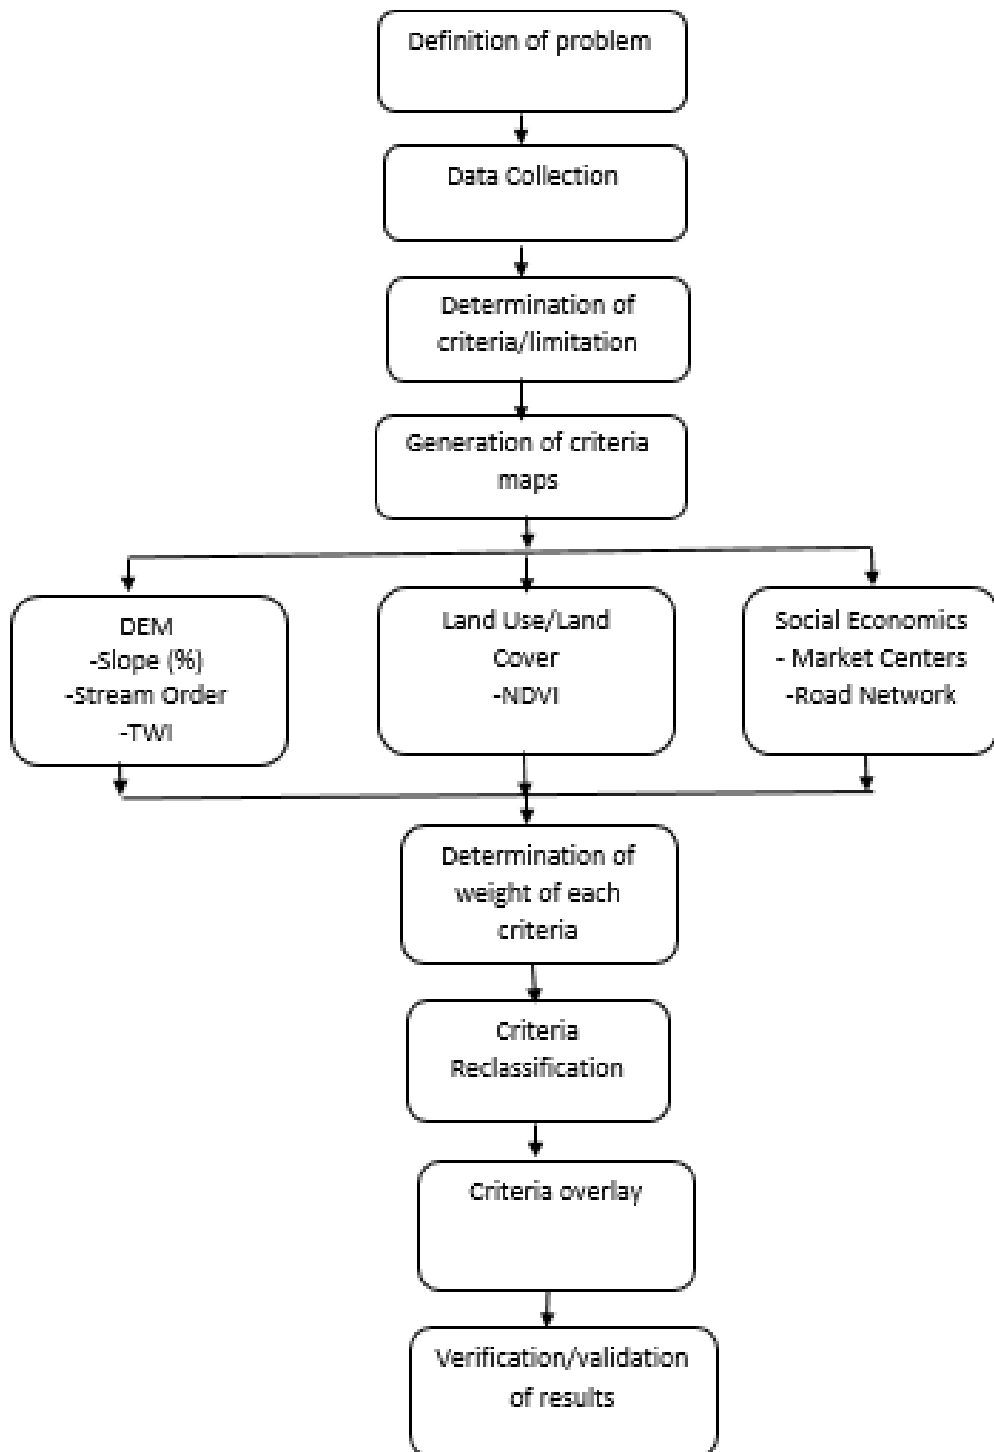 Definition of problem
Data Collection
Determination of
criteria/limitation
Generation of criteria
maps
DEM
-Slope (%)
-Stream Order
-TWI
Land Use/Land
Cover
-NDVI
Social Economics
- Market Centers
-Road Network
Determination of
weight of each
criteria
Criteria
Reclassification
Criteria overlay
Verification/validation
of results